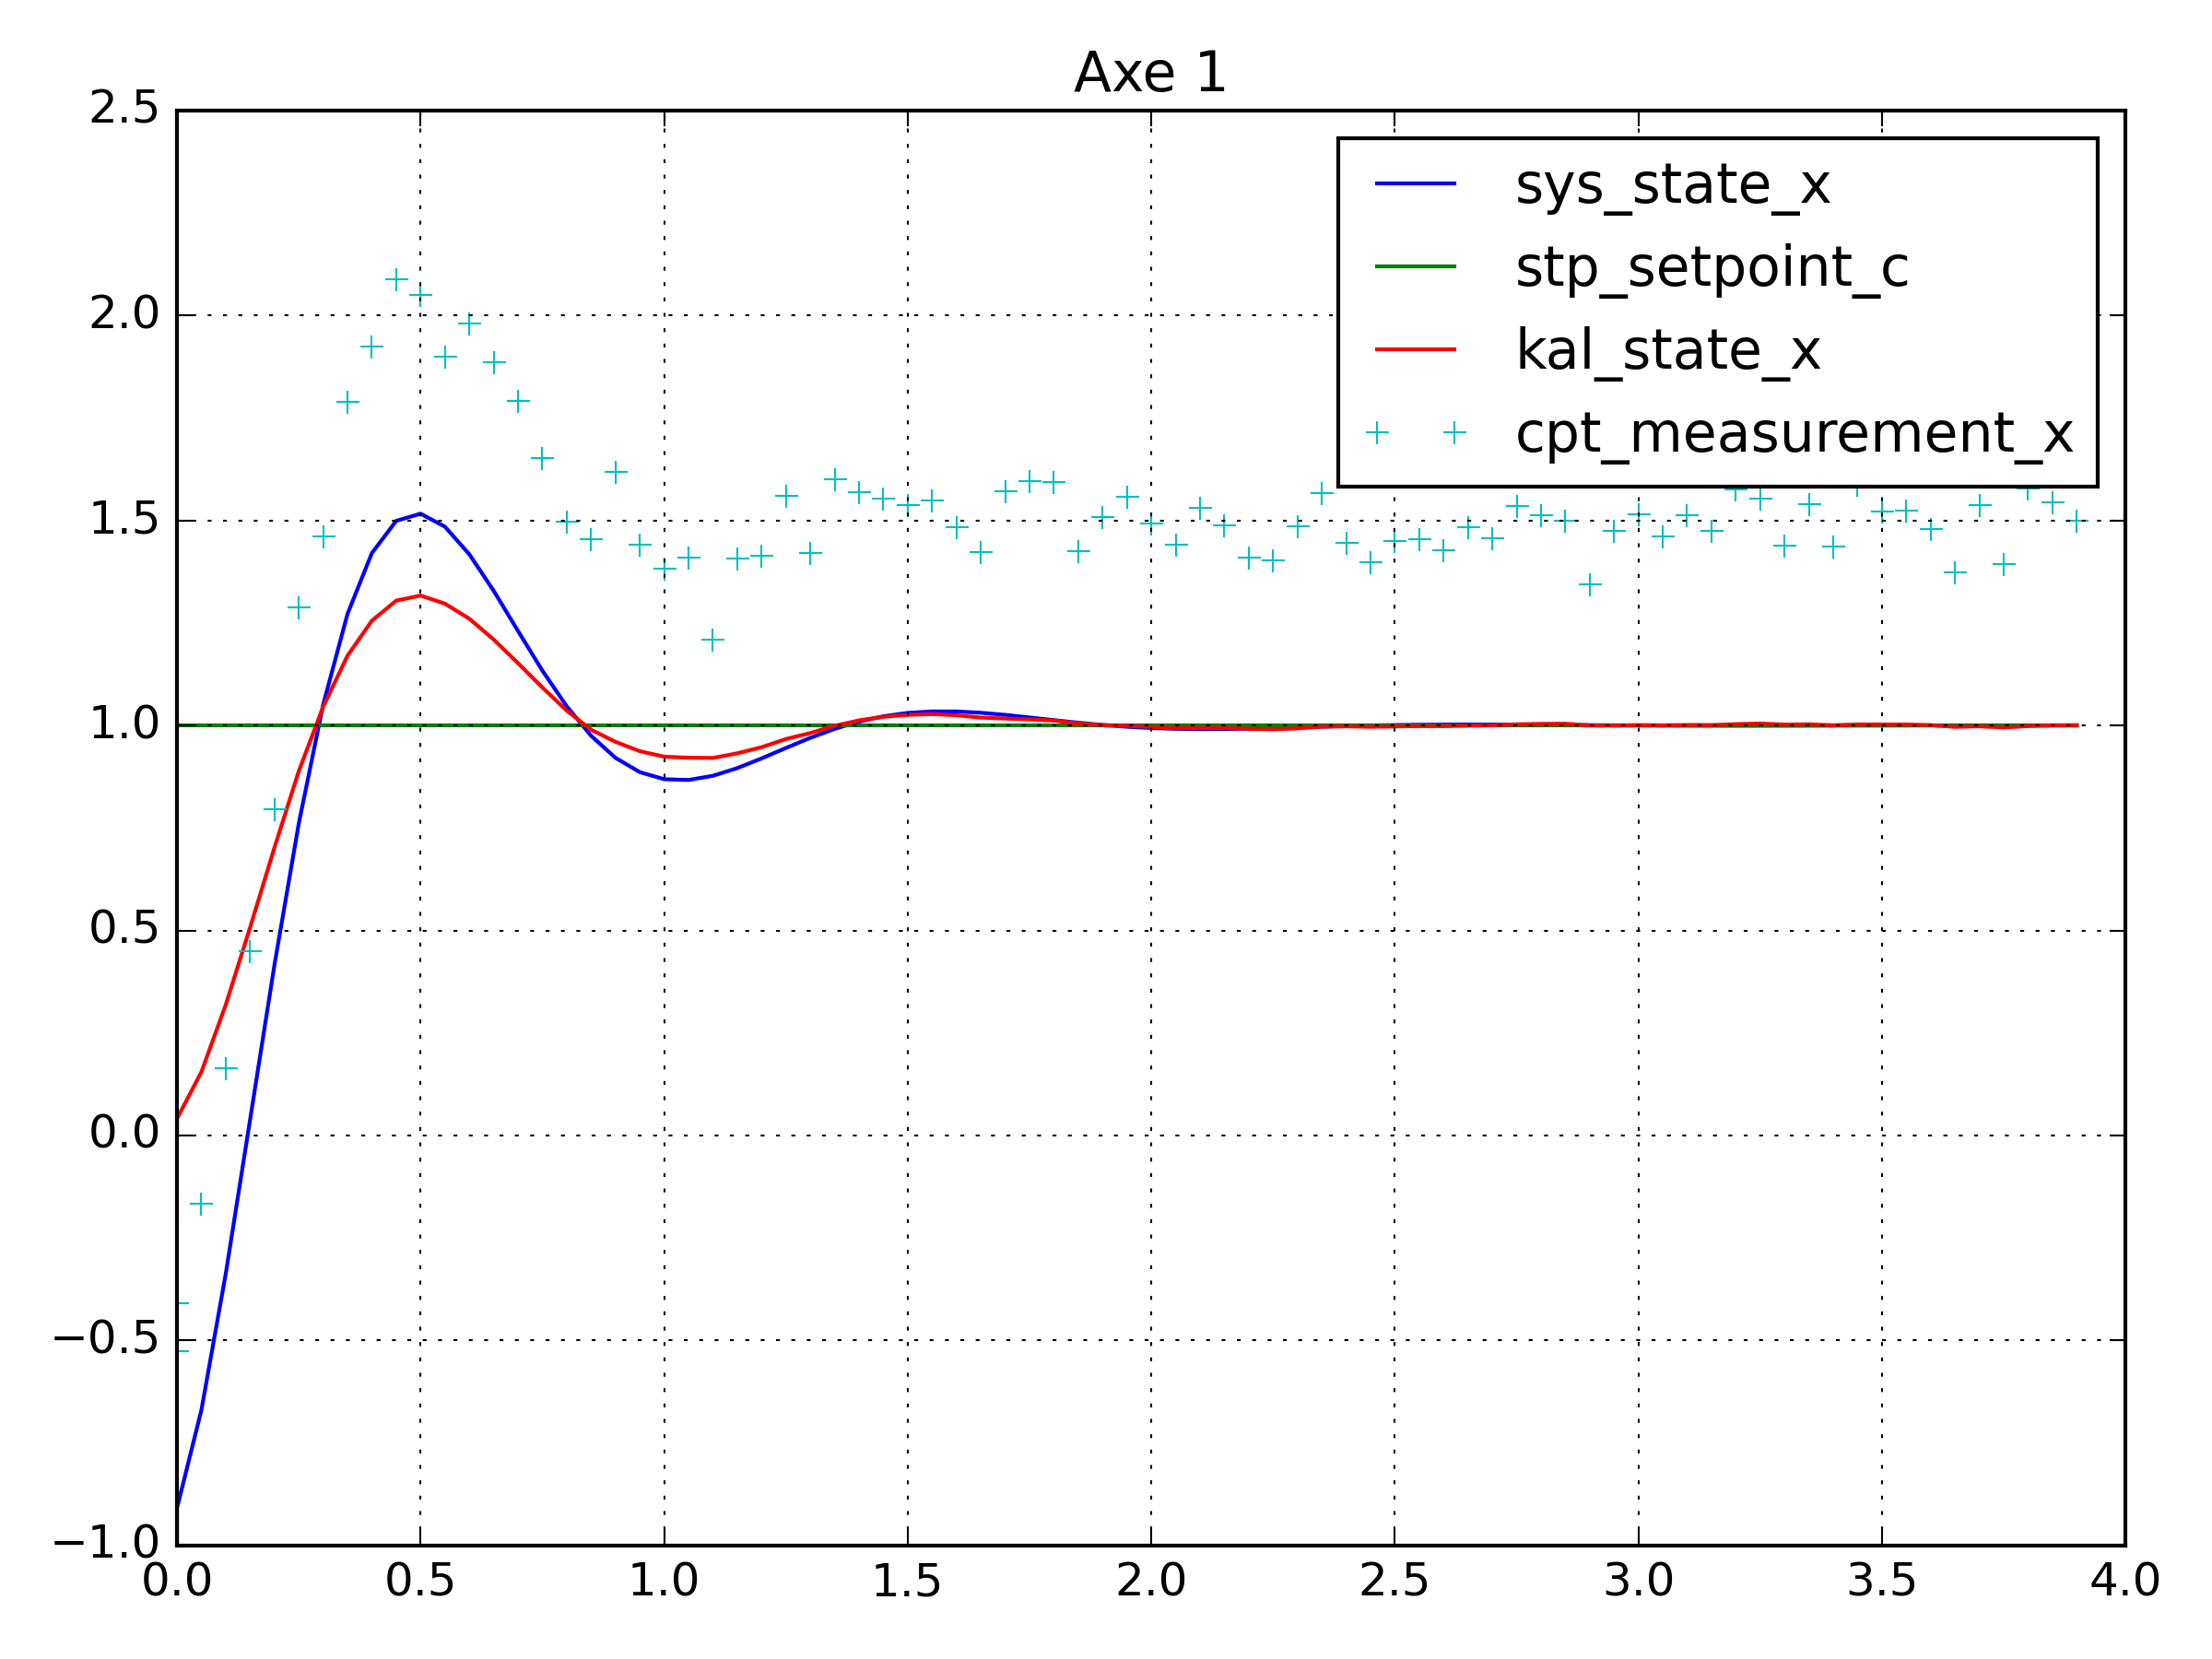 Axe 1
2.5
2.0
1.5
1.0
0.5
0.0
−0.5
−1.0
sys_state_x
stp_setpoint_c
kal_state_x
cpt_measurement_x
0.0 0.5 1.0 1.5 2.0 2.5 3.0 3.5 4.0